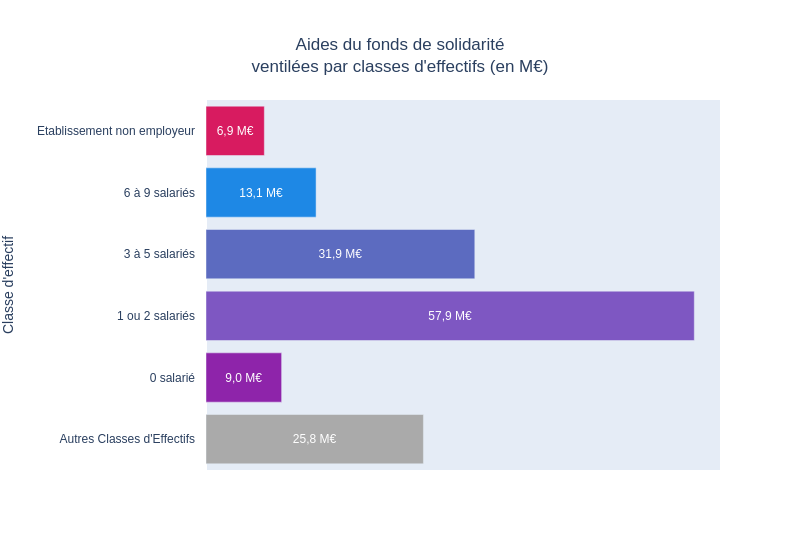 Aides du fonds de solidarité
ventilées par classes d'effectifs (en M€)
Classe d'effectif
Etablissement non employeur
6,9 M€
6 à 9 salariés
13,1 M€
3 à 5 salariés
31,9 M€
1 ou 2 salariés
57,9 M€
0 salarié
9,0 M€
Autres Classes d'Effectifs
25,8 M€